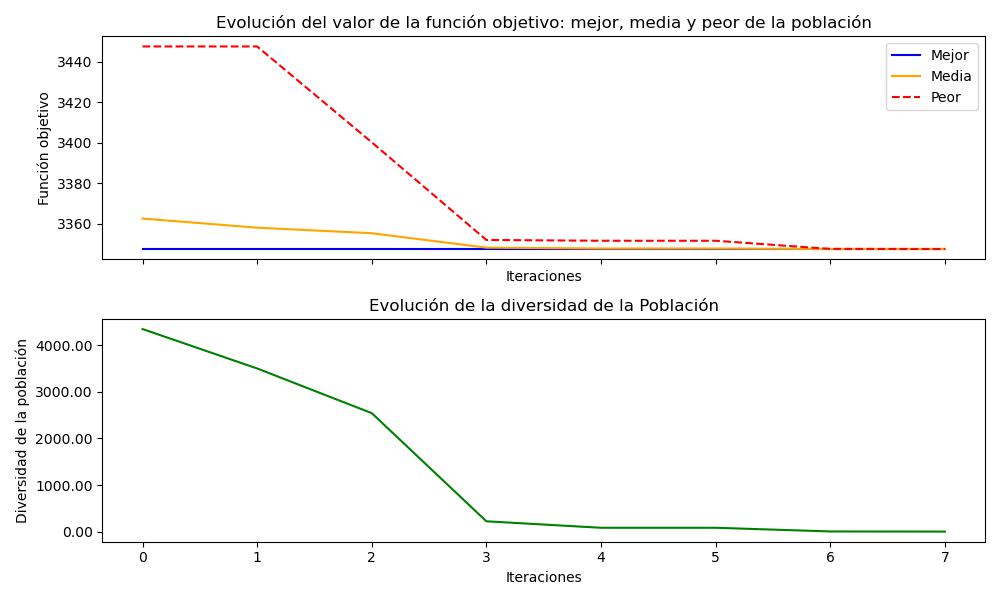 Evolución del valor de la función objetivo: mejor, media y peor de la población
Función objetivo
3440
3420
3400
3380
3360
Mejor
Media
Peor
Iteraciones
Evolución de la diversidad de la Población
Diversidad de la población
4000.00
3000.00
2000.00
1000.00
0.00
0 1 2 3 4 5 6 7
Iteraciones